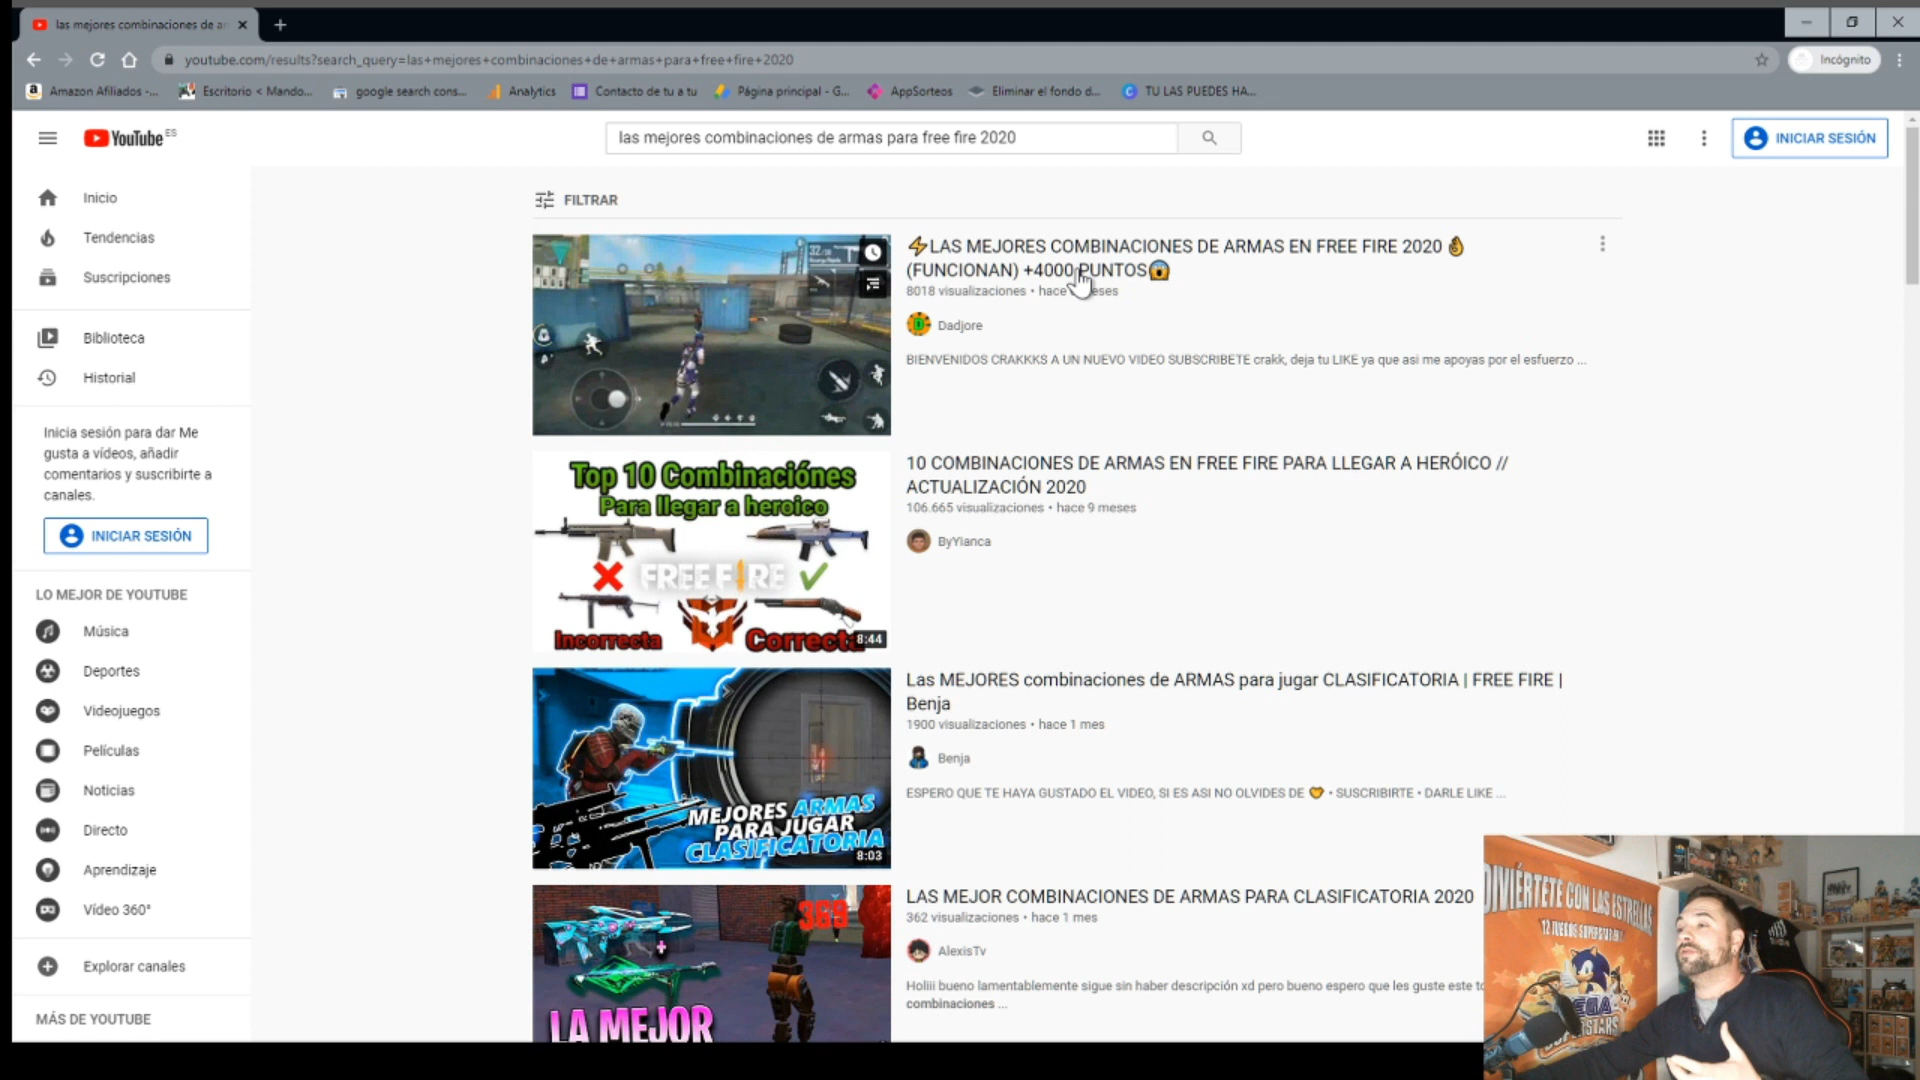 las mejores combinaciones de ar
youtube.com/results?search_query=las+mejores+combinaciones+de+armas+para+free+fire+2020
Incógnito
Amazon Afiliados -...
Escritorio < Mando...
google search cons...
Analytics
Contacto de tu a tu
Página principal - G...
AppSorteos
Eliminar el fondo d...
TU LAS PUEDES HA...
YouTube ES
las mejores combinaciones de armas para free fire 2020
INICIAR SESIÓN
Inicio
Tendencias
Suscripciones
Biblioteca
Historial
Inicia sesión para dar Me
gusta a vídeos, añadir
comentarios y suscribirte a
canales.
INICIAR SESIÓN
LO MEJOR DE YOUTUBE
Música
Deportes
Videojuegos
Películas
Noticias
Directo
Aprendizaje
Vídeo 360°
Explorar canales
MÁS DE YOUTUBE
FILTRAR
⚡LAS MEJORES COMBINACIONES DE ARMAS EN FREE FIRE 2020👌
(FUNCIONAN) +4000 PUNTOS😱
8018 visualizaciones • hace eses
Dadjore
BIENVENIDOS CRAKKKS A UN NUEVO VIDEO SUBSCRIBETE crakk, deja tu LIKE ya que asi me apoyas por el esfuerzo ...
Top 10 Combinaciónes
Para llegar a heroico
FREE FIRE
Incorrecta
Correcta
8:44
10 COMBINACIONES DE ARMAS EN FREE FIRE PARA LLEGAR A HERÓICO //
ACTUALIZACIÓN 2020
106.665 visualizaciones • hace 9 meses
ByYianca
MEJORES ARMAS
PARA JUGAR
CLASIFICATORIA
8:03
Las MEJORES combinaciones de ARMAS para jugar CLASIFICATORIA | FREE FIRE |
Benja
1900 visualizaciones • hace 1 mes
Benja
ESPERO QUE TE HAYA GUSTADO EL VIDEO, SI ES ASI NO OLVIDES DE 💛 • SUSCRIBIRTE • DARLE LIKE ...
369
LA MEJOR
LAS MEJOR COMBINACIONES DE ARMAS PARA CLASIFICATORIA 2020
362 visualizaciones • hace 1 mes
AlexisTv
Holiii bueno lamentablemente sigue sin haber descripción xd pero bueno espero que les guste este
combinaciones ...
DIVIÉRTETE CON LAS ESTRELLAS
12 JUEGOS
SEGA